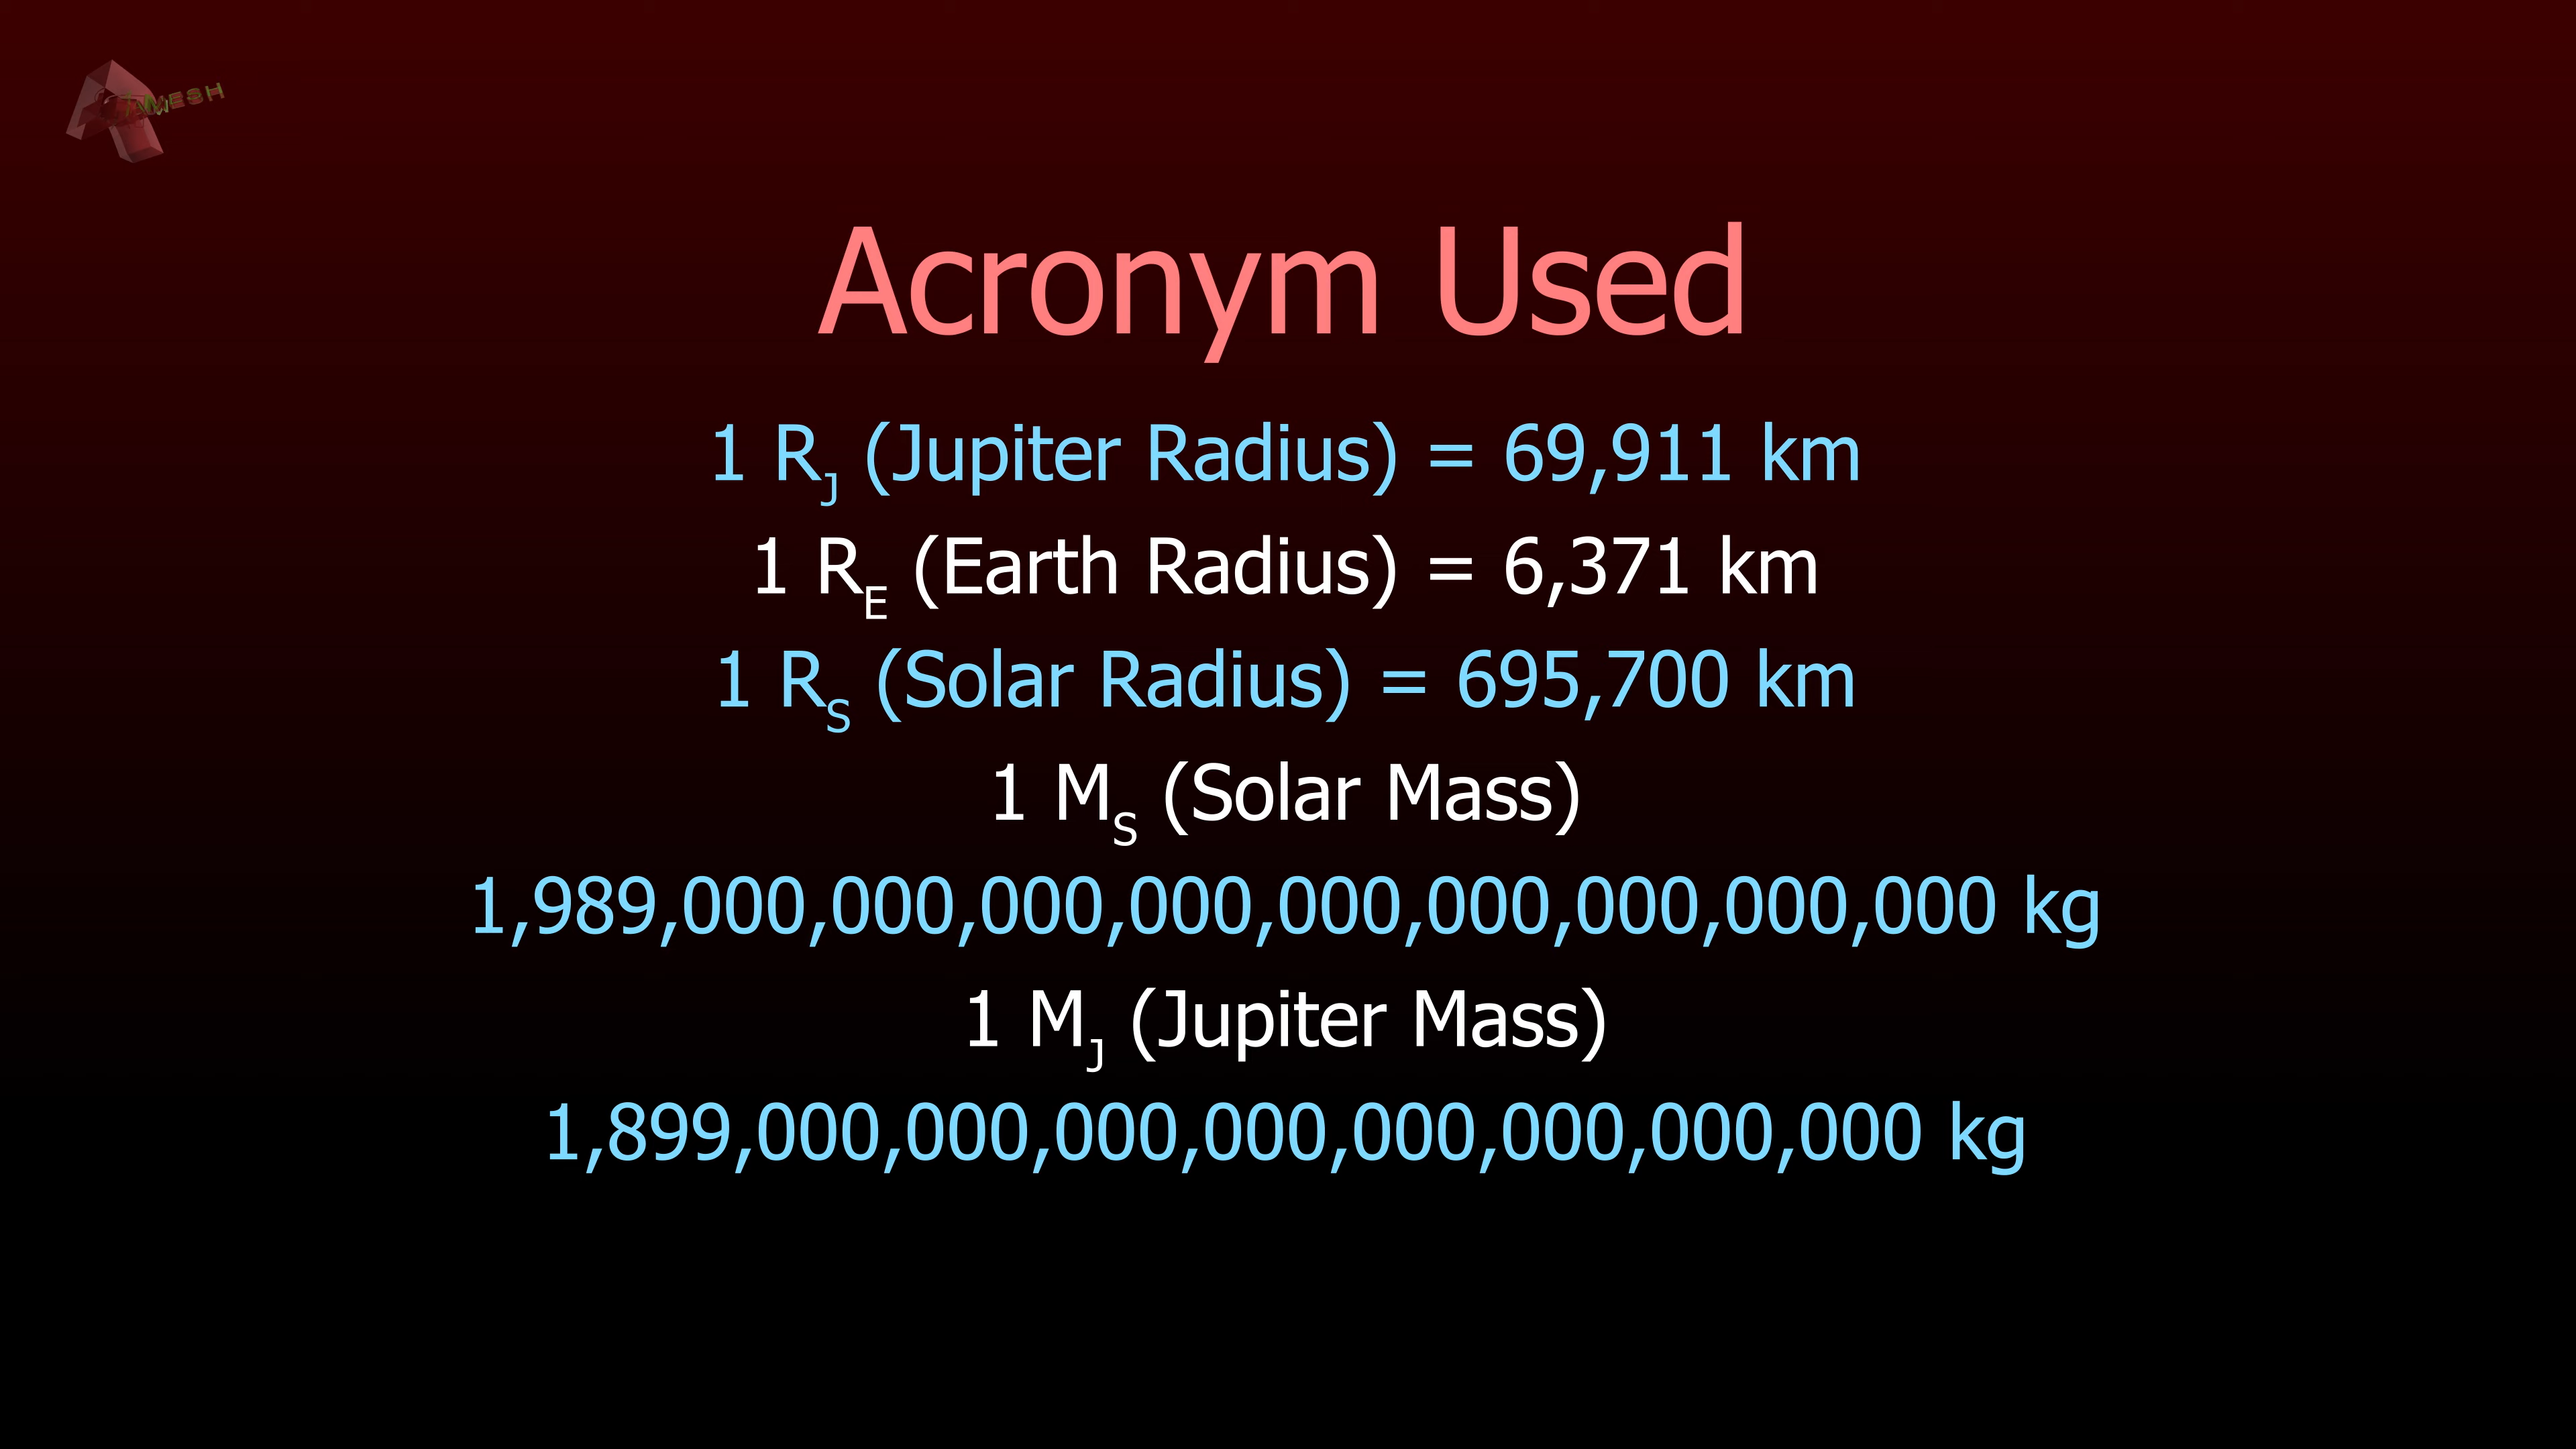 Acronym Used
1 RJ (Jupiter Radius) = 69,911 km
1 RE (Earth Radius) = 6,371 km
1 RS (Solar Radius) = 695,700 km
1 MS (Solar Mass)
1,989,000,000,000,000,000,000,000,000,000 kg
1 MJ (Jupiter Mass)
1,899,000,000,000,000,000,000,000,000 kg